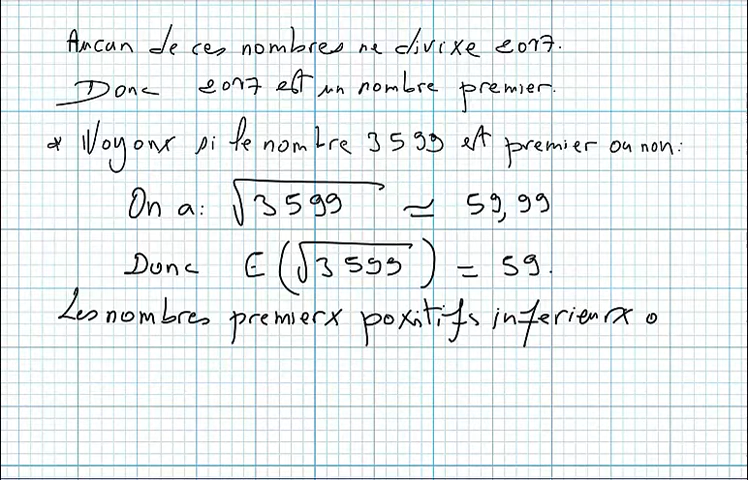 Aucun de ces nombres ne divise 2017.
Donc 2017 est un nombre premier.
* Voyons si le nombre 3599 est premier ou non:
On a: √3599 ≃ 59,99
Donc E(√3599) = 59.
Les nombres premiers positifs inferieurs o